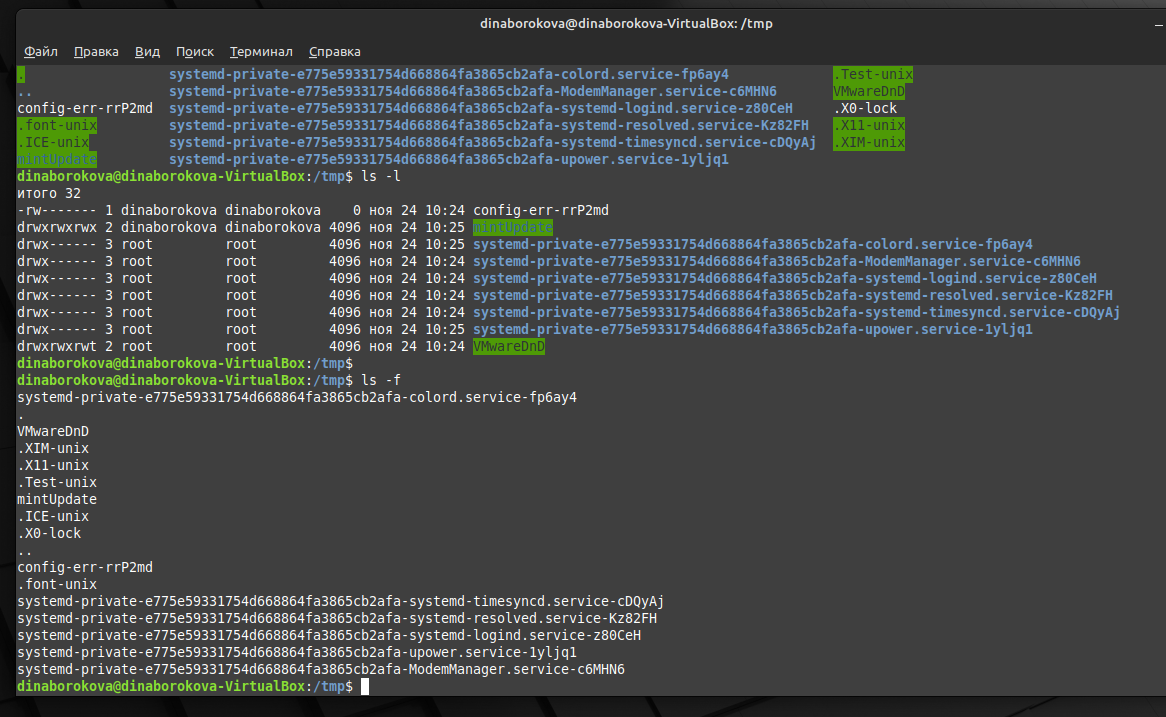 dinaborokova@dinaborokova-VirtualBox: /tmp
Файл Правка Вид Поиск Терминал Справка
. systemd-private-e775e59331754d668864fa3865cb2afa-colord.service-fp6ay4 .Test-unix
.. systemd-private-e775e59331754d668864fa3865cb2afa-ModemManager.service-c6MHN6 VMwareDnD
config-err-rrP2md systemd-private-e775e59331754d668864fa3865cb2afa-systemd-logind.service-z80CeH .X0-lock
.font-unix systemd-private-e775e59331754d668864fa3865cb2afa-systemd-resolved.service-Kz82FH .X11-unix
.ICE-unix systemd-private-e775e59331754d668864fa3865cb2afa-systemd-timesyncd.service-cDQyAj .XIM-unix
mintUpdate systemd-private-e775e59331754d668864fa3865cb2afa-upower.service-1yljq1
dinaborokova@dinaborokova-VirtualBox:/tmp$ ls -l
итого 32
-rw------- 1 dinaborokova dinaborokova 0 ноя 24 10:24 config-err-rrP2md
drwxrwxrwx 2 dinaborokova dinaborokova 4096 ноя 24 10:25 mintUpdate
drwx------ 3 root root 4096 ноя 24 10:25 systemd-private-e775e59331754d668864fa3865cb2afa-colord.service-fp6ay4
drwx------ 3 root root 4096 ноя 24 10:24 systemd-private-e775e59331754d668864fa3865cb2afa-ModemManager.service-c6MHN6
drwx------ 3 root root 4096 ноя 24 10:24 systemd-private-e775e59331754d668864fa3865cb2afa-systemd-logind.service-z80CeH
drwx------ 3 root root 4096 ноя 24 10:24 systemd-private-e775e59331754d668864fa3865cb2afa-systemd-resolved.service-Kz82FH
drwx------ 3 root root 4096 ноя 24 10:24 systemd-private-e775e59331754d668864fa3865cb2afa-systemd-timesyncd.service-cDQyAj
drwx------ 3 root root 4096 ноя 24 10:25 systemd-private-e775e59331754d668864fa3865cb2afa-upower.service-1yljq1
drwxrwxrwt 2 root root 4096 ноя 24 10:24 VMwareDnD
dinaborokova@dinaborokova-VirtualBox:/tmp$
dinaborokova@dinaborokova-VirtualBox:/tmp$ ls -f
systemd-private-e775e59331754d668864fa3865cb2afa-colord.service-fp6ay4
.
VMwareDnD
.XIM-unix
.X11-unix
.Test-unix
mintUpdate
.ICE-unix
.X0-lock
..
config-err-rrP2md
.font-unix
systemd-private-e775e59331754d668864fa3865cb2afa-systemd-timesyncd.service-cDQyAj
systemd-private-e775e59331754d668864fa3865cb2afa-systemd-resolved.service-Kz82FH
systemd-private-e775e59331754d668864fa3865cb2afa-systemd-logind.service-z80CeH
systemd-private-e775e59331754d668864fa3865cb2afa-upower.service-1yljq1
systemd-private-e775e59331754d668864fa3865cb2afa-ModemManager.service-c6MHN6
dinaborokova@dinaborokova-VirtualBox:/tmp$